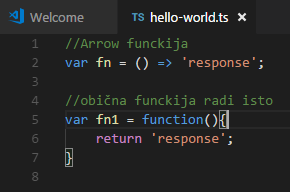 Welcome
TS hello-world.ts ×
1 //Arrow funckija
2 var fn = () => 'response';
3
4 //obična funckija radi isto
5 var fn1 = function(){
6 return 'response';
7 }
8